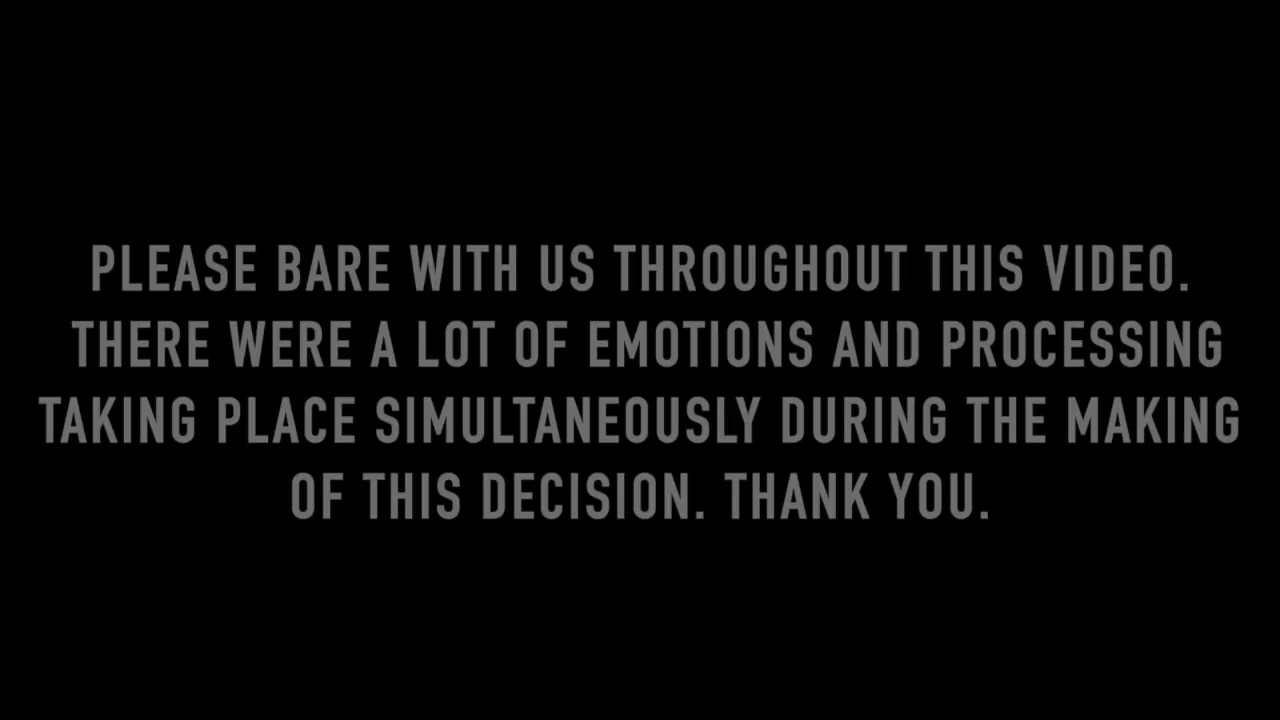 PLEASE BARE WITH US THROUGHOUT THIS VIDEO.
THERE WERE A LOT OF EMOTIONS AND PROCESSING
TAKING PLACE SIMULTANEOUSLY DURING THE MAKING
OF THIS DECISION. THANK YOU.